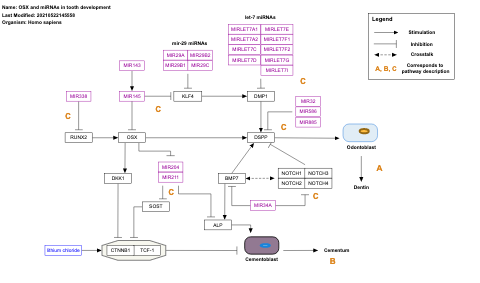 Name: OSX and miRNAs in tooth development
Last Modified: 20210522145558
Organism: Homo sapiens
let-7 miRNAs
MIRLET7A1 MIRLET7E
MIRLET7A2 MIRLET7F1
MIRLET7C MIRLET7F2
MIRLET7D MIRLET7G
MIRLET7I
mir-29 miRNAs
MIR29A MIR29B2
MIR29B1 MIR29C
Legend
Stimulation
Inhibition
Crosstalk
A, B, C Corresponds to
pathway description
MIR143
C
MIR338
MIR145
KLF4
DMP1
C
C
MIR32
MIR586
MIR885
C
RUNX2
OSX
DSPP
Odontoblast
A
Dentin
MIR204
MIR211
C
DKK1
BMP7
NOTCH1 NOTCH3
NOTCH2 NOTCH4
C
SOST
MIR34A
ALP
lithium chloride
CTNNB1 TCF-1
Cementoblast
Cementum
B